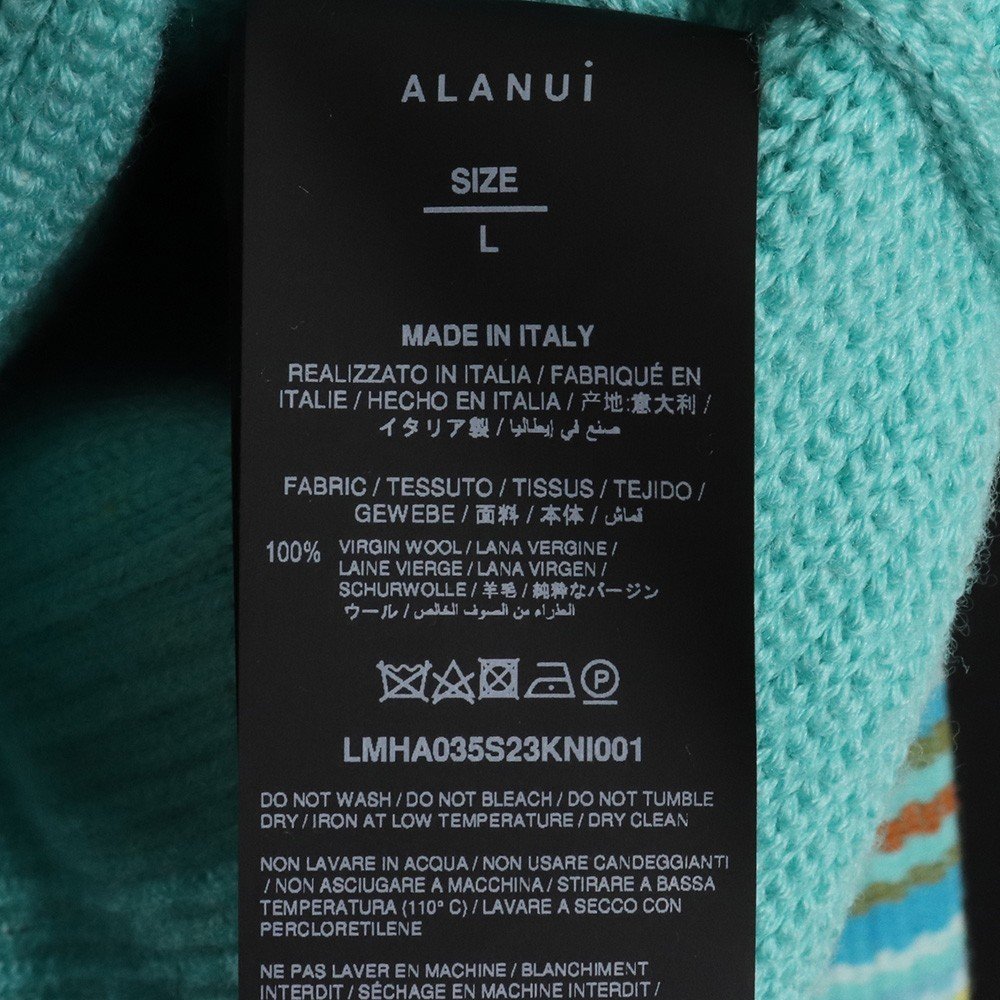 ALANUi
SIZE
L
MADE IN ITALY
REALIZZATO IN ITALIA / FABRIQUÉ EN
ITALIE / HECHO EN ITALIA / 产地:意大利 /
イタリア製 / صنع في إيطاليا
FABRIC / TESSUTO / TISSUS / TEJIDO /
GEWEBE / 面料 / 本体 / قماش
100% VIRGIN WOOL / LANA VERGINE /
LAINE VIERGE / LANA VIRGEN /
SCHURWOLLE / 羊毛 / 純粋なバージン
ウール / العذراء من الصوف الخالص
P
LMHA035S23KNI001
DO NOT WASH / DO NOT BLEACH / DO NOT TUMBLE
DRY / IRON AT LOW TEMPERATURE / DRY CLEAN
NON LAVARE IN ACQUA / NON USARE CANDEGGIANTI
/ NON ASCIUGARE A MACCHINA / STIRARE A BASSA
TEMPERATURA (110° C) / LAVARE A SECCO CON
PERCLORETILENE
NE PAS LAVER EN MACHINE / BLANCHIMENT
INTERDIT / SÉCHAGE EN MACHINE INTERDIT /